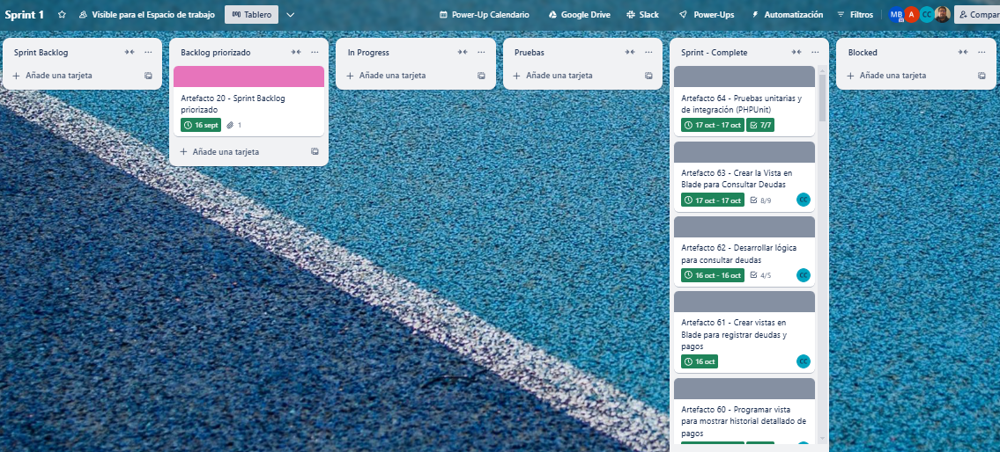 Sprint 1
Visible para el Espacio de trabajo
Tablero
Power-Up Calendario
Google Drive
Slack
Power-Ups
Automatización
Filtros
MB
A
CC
Compar
Sprint Backlog
Añade una tarjeta
Backlog priorizado
Artefacto 20 - Sprint Backlog
priorizado
16 sept
1
Añade una tarjeta
In Progress
Añade una tarjeta
Pruebas
Añade una tarjeta
Sprint - Complete
Artefacto 64 - Pruebas unitarias y
de integración (PHPUnit)
17 oct - 17 oct
7/7
Artefacto 63 - Crear la Vista en
Blade para Consultar Deudas
17 oct - 17 oct
8/9
CC
Artefacto 62 - Desarrollar lógica
para consultar deudas
16 oct - 16 oct
4/5
CC
Artefacto 61 - Crear vistas en
Blade para registrar deudas y
pagos
16 oct
CC
Artefacto 60 - Programar vista
para mostrar historial detallado de
pagos
Blocked
Añade una tarjeta